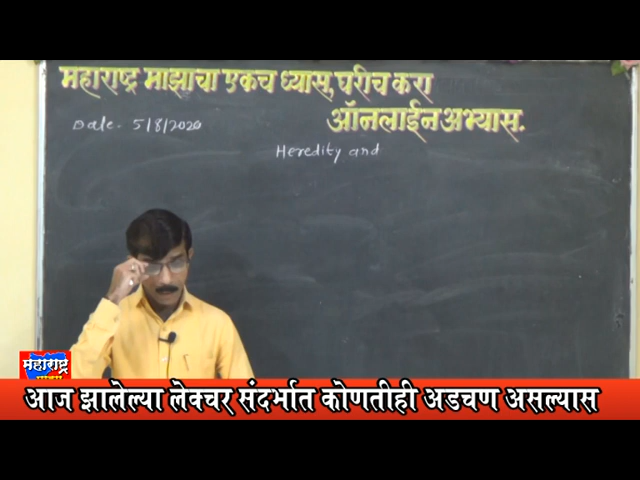 महाराष्ट्र माझाचा एकच ध्यास, घरीच करा
ऑनलाईन अभ्यास.
Date. 5/8/2020
Heredity and
महाराष्ट्र
माझा
आज झालेल्या लेक्चर संदर्भात कोणतीही अडचण असल्यास